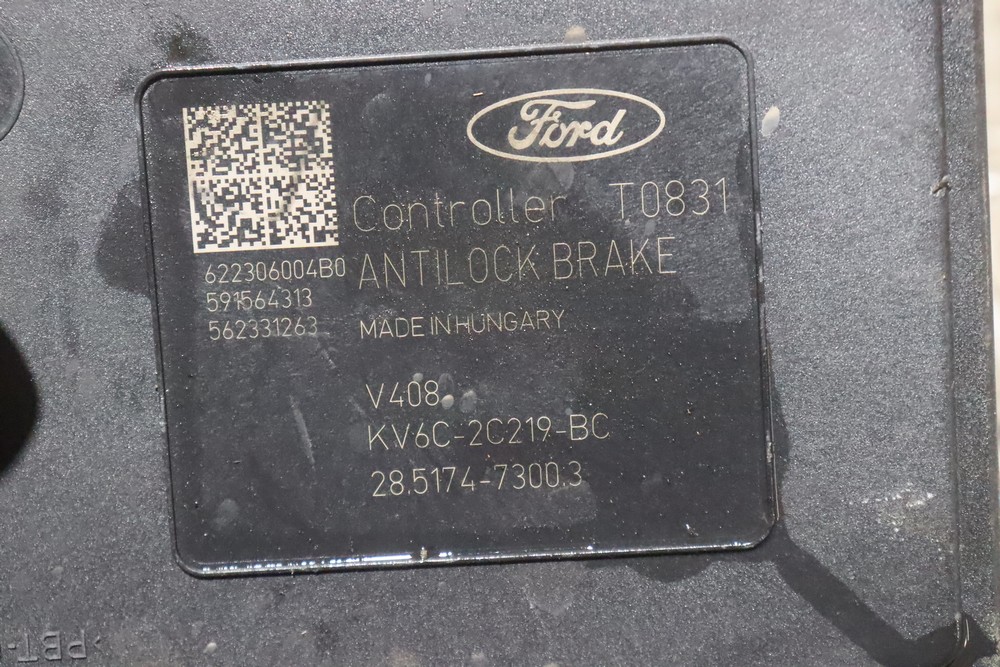 Ford
Controller T0831
ANTILOCK BRAKE
622306004B0
591564313
562331263
MADE IN HUNGARY
V408
KV6C-2C219-BC
28.5174-7300.3
>PBT-